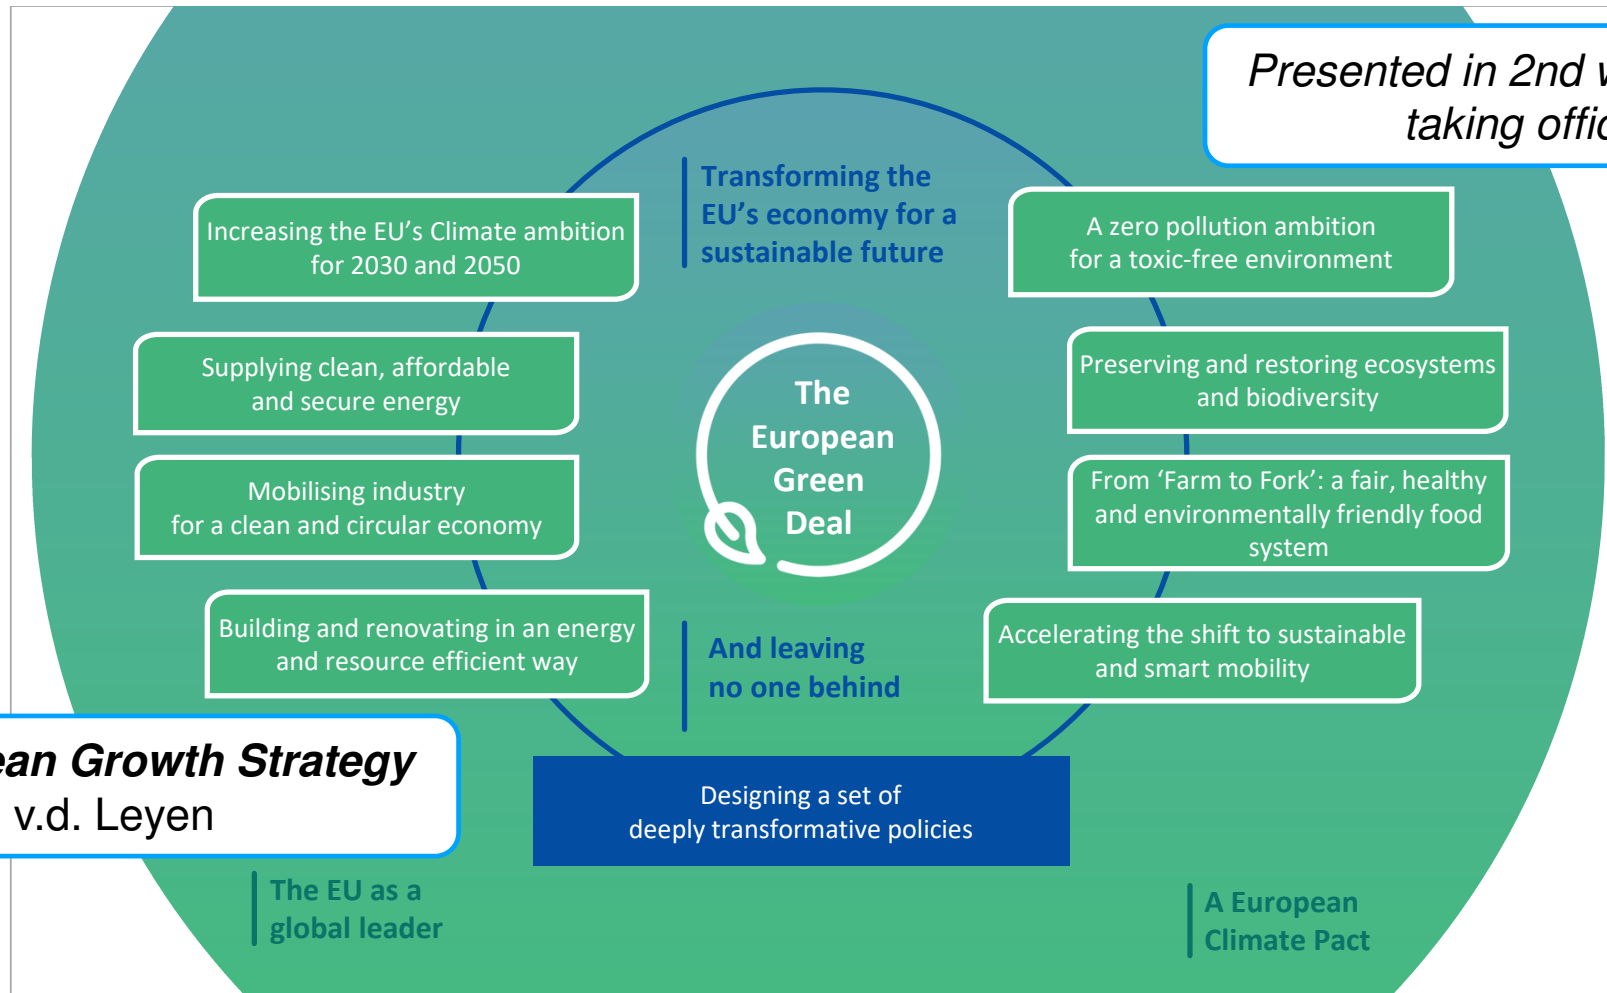 Presented in 2nd
taking
Transforming the
EU’s economy for a
sustainable future
Increasing the EU’s Climate ambition
for 2030 and 2050
A zero pollution ambition
for a toxic-free environment
Supplying clean, affordable
and secure energy
Preserving and restoring ecosystems
and biodiversity
The
European
Green
Deal
Mobilising industry
for a clean and circular economy
From ‘Farm to Fork’: a fair, healthy
and environmentally friendly food
system
Building and renovating in an energy
and resource efficient way
And leaving
no one behind
Accelerating the shift to sustainable
and smart mobility
Growth Strategy
v.d. Leyen
Designing a set of
deeply transformative policies
The EU as a
global leader
A European
Climate Pact